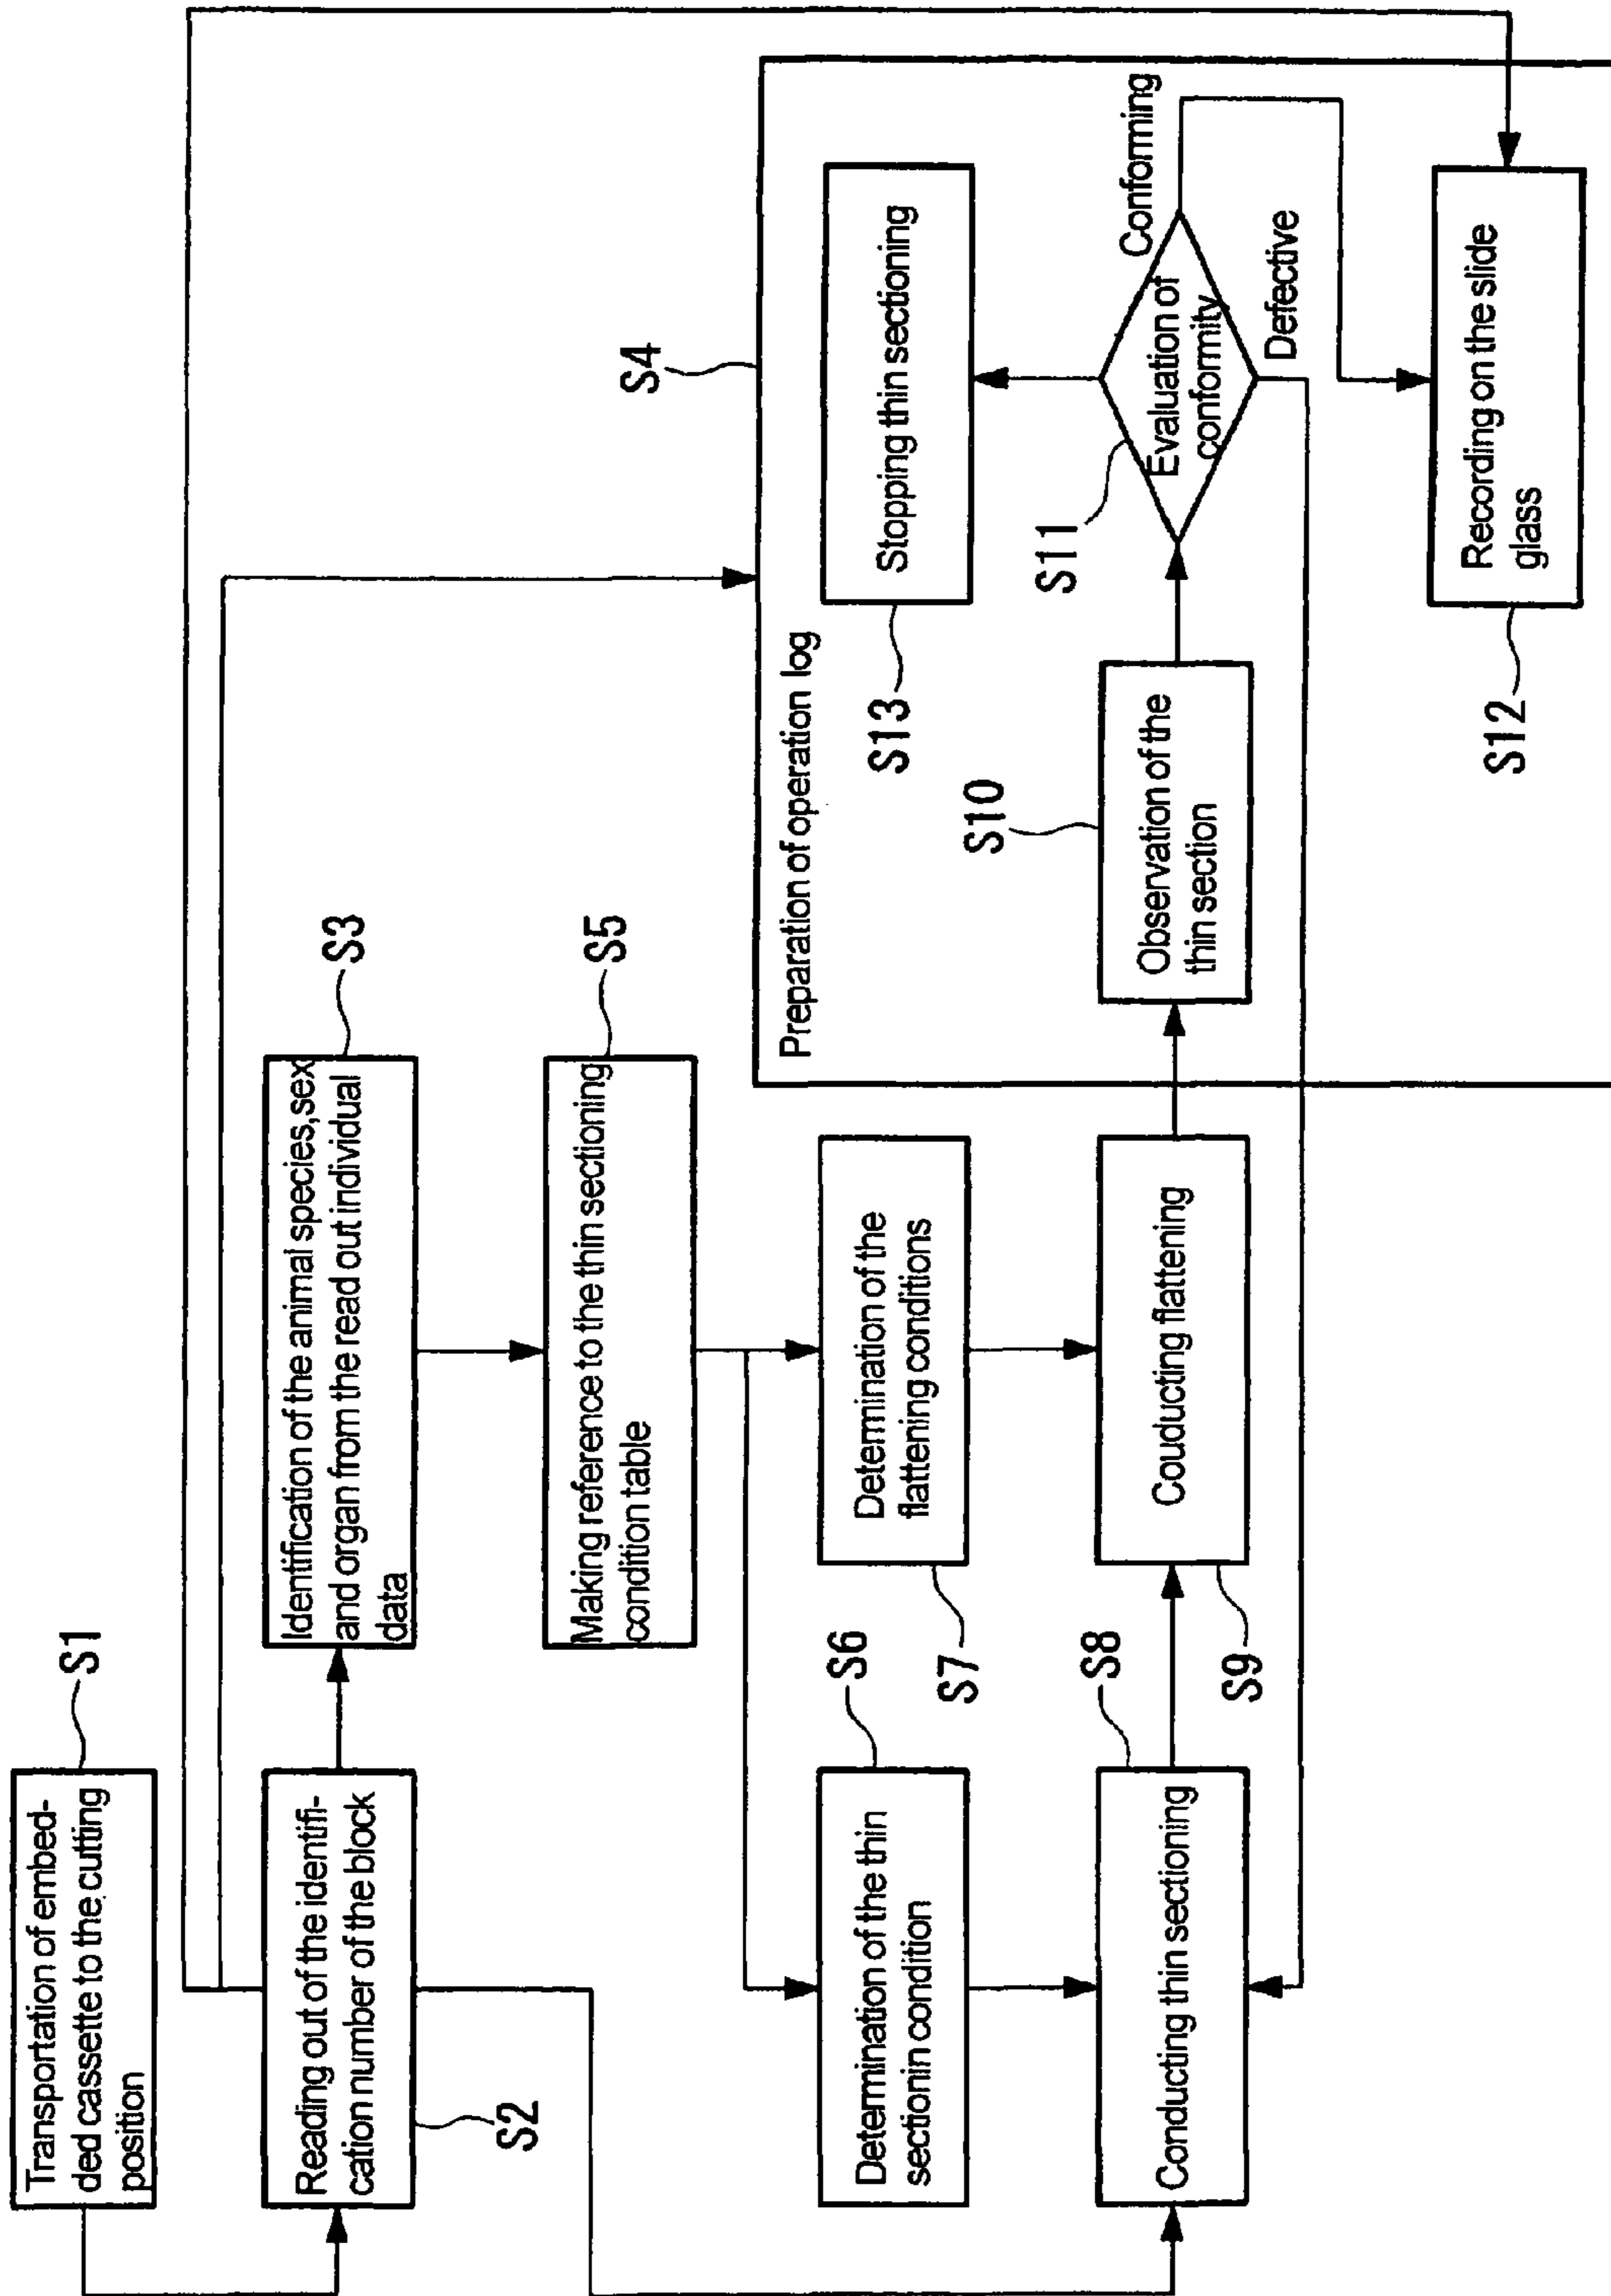 Transportation of embed-
ded cassette to the cutting
position
S1
Reading out of the identifi-
cation number of the block
S2
Identification of the animal species,sex
and organ from the read out individual
data
S3
Making reference to the thin sectioning
condition table
S5
Determination of the thin
sectionin condition
S6
Determination of the
flattening conditions
S7
Conducting thin sectioning
S8
Couducting flattening
S9
S4
Preparation of operation log
Stopping thin sectioning
S13
Observation of the
thin section
S10
Evaluation of
conformity
S11
Conforming
Defective
Recording on the slide
glass
S12